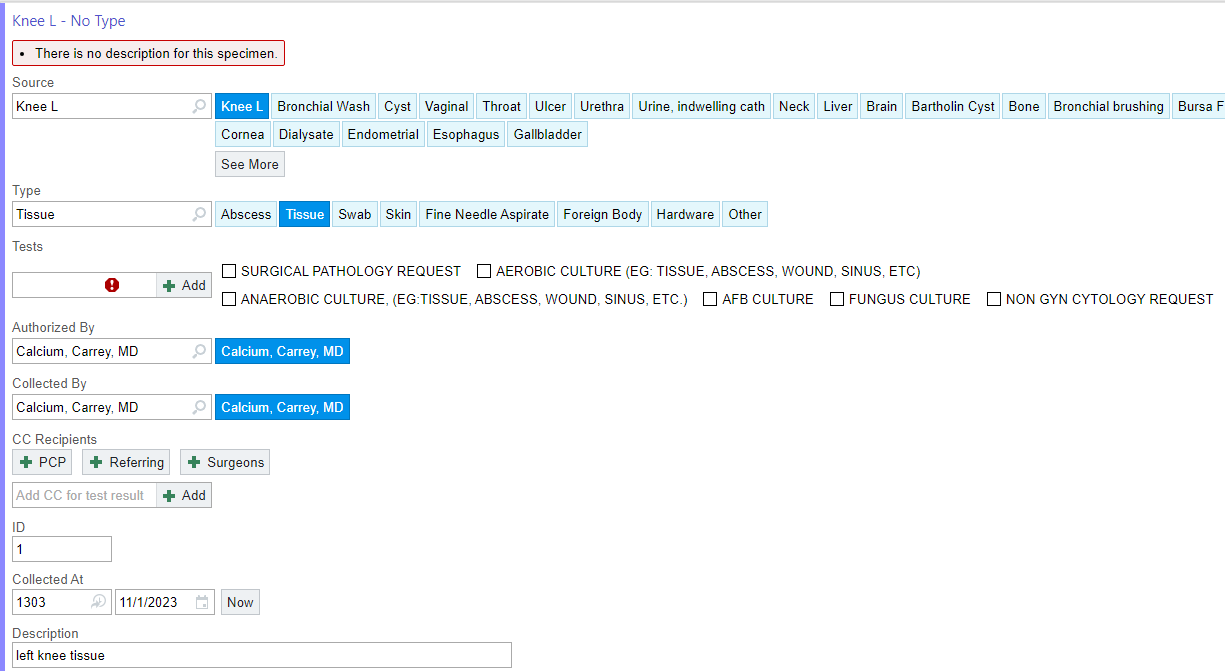 Knee L - No Type
• There is no description for this specimen.
Source
Knee L Knee L Bronchial Wash Cyst Vaginal Throat Ulcer Urethra Urine, indwelling cath Neck Liver Brain Bartholin Cyst Bone Bronchial brushing Bursa F
Cornea Dialysate Endometrial Esophagus Gallbladder
See More
Type
Tissue Abscess Tissue Swab Skin Fine Needle Aspirate Foreign Body Hardware Other
Tests
SURGICAL PATHOLOGY REQUEST AEROBIC CULTURE (EG: TISSUE, ABSCESS, WOUND, SINUS, ETC)
Add
ANAEROBIC CULTURE, (EG:TISSUE, ABSCESS, WOUND, SINUS, ETC.) AFB CULTURE FUNGUS CULTURE NON GYN CYTOLOGY REQUEST
Authorized By
Calcium, Carrey, MD Calcium, Carrey, MD
Collected By
Calcium, Carrey, MD Calcium, Carrey, MD
CC Recipients
PCP Referring Surgeons
Add CC for test result Add
ID
1
Collected At
1303 11/1/2023 Now
Description
left knee tissue